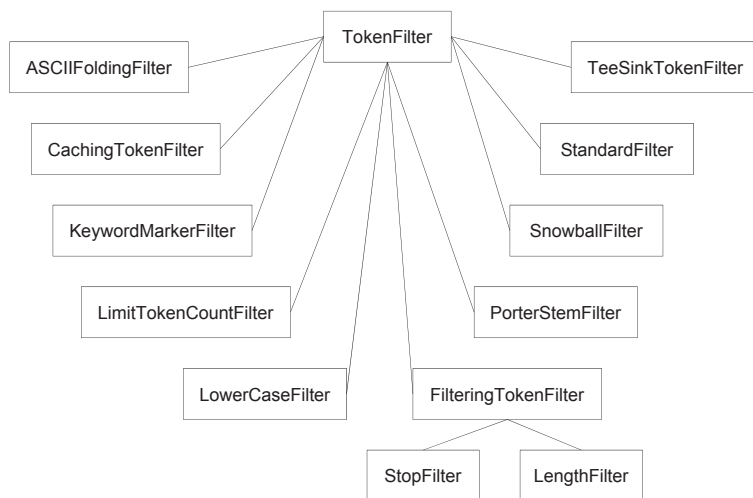 TokenFilter
ASCIIFoldingFilter
TeeSinkTokenFilter
CachingTokenFilter
StandardFilter
KeywordMarkerFilter
SnowballFilter
LimitTokenCountFilter
PorterStemFilter
LowerCaseFilter
FilteringTokenFilter
StopFilter
LengthFilter